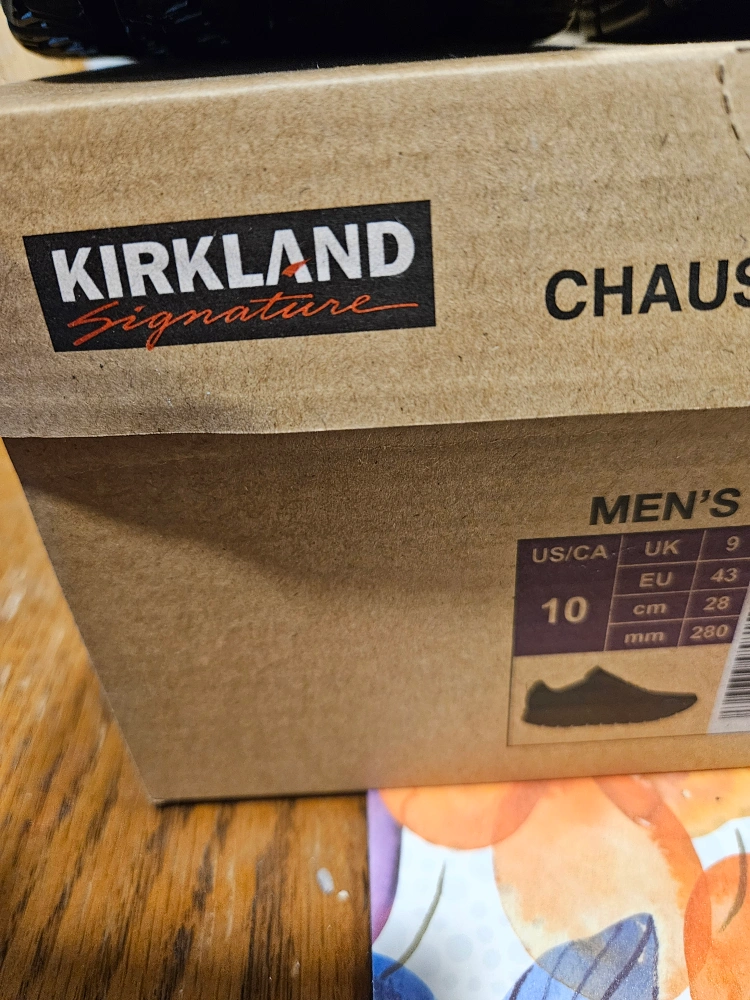 KIRKLAND
Signature
CHAUS
MEN'S
US/CA 10
UK 9
EU 43
cm 28
mm 280